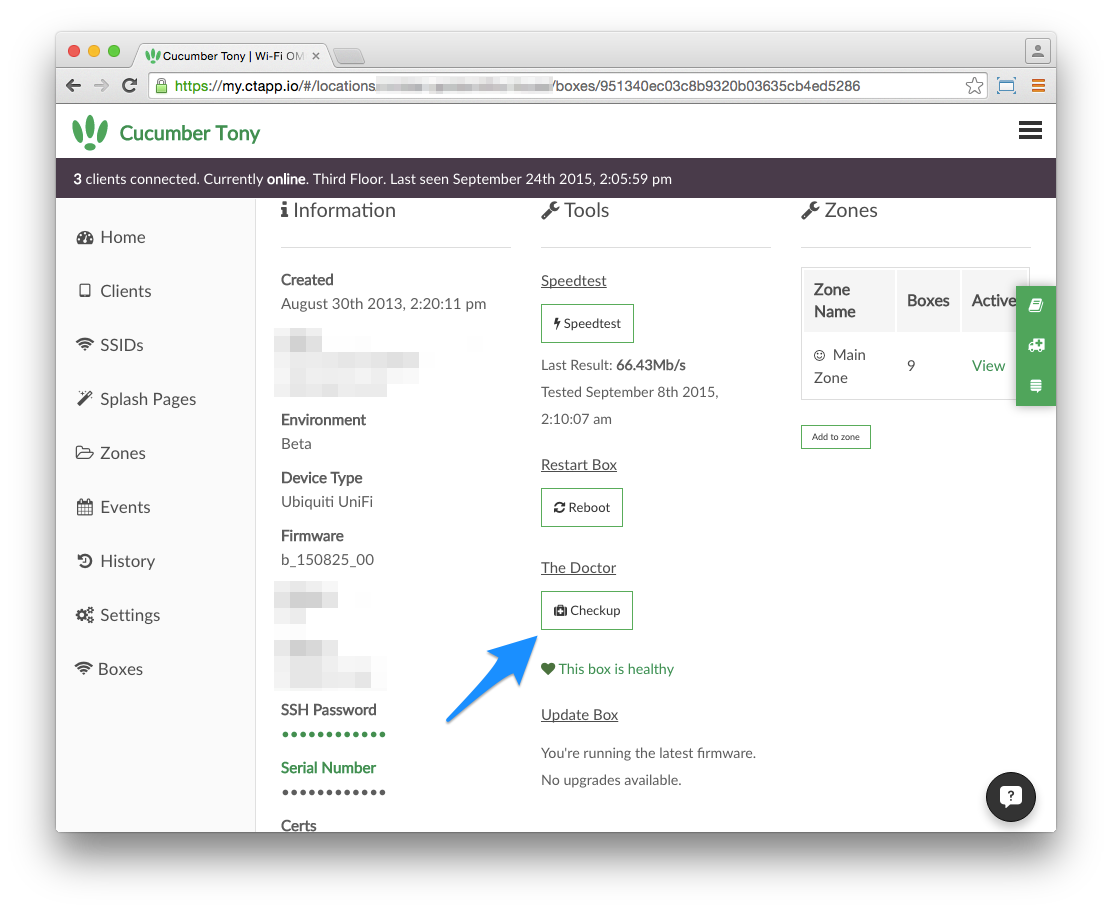 Cucumber Tony | Wi-Fi OM
https://my.ctapp.io/#/locations
/boxes/951340ec03c8b9320b03635cb4ed5286
Cucumber Tony
3 clients connected. Currently online. Third Floor. Last seen September 24th 2015, 2:05:59 pm
Home
Clients
SSIDs
Splash Pages
Zones
Events
History
Settings
Boxes
Information
Created
August 30th 2013, 2:20:11 pm
Environment
Beta
Device Type
Ubiquiti UniFi
Firmware
b_150825_00
SSH Password
••••••••••••
Serial Number
••••••••••••
Certs
Tools
Speedtest
Speedtest
Last Result: 66.43Mb/s
Tested September 8th 2015,
2:10:07 am
Restart Box
Reboot
The Doctor
Checkup
This box is healthy
Update Box
You're running the latest firmware.
No upgrades available.
Zones
Zone
Name
Boxes
Active
Main
Zone
9
View
Add to zone
?